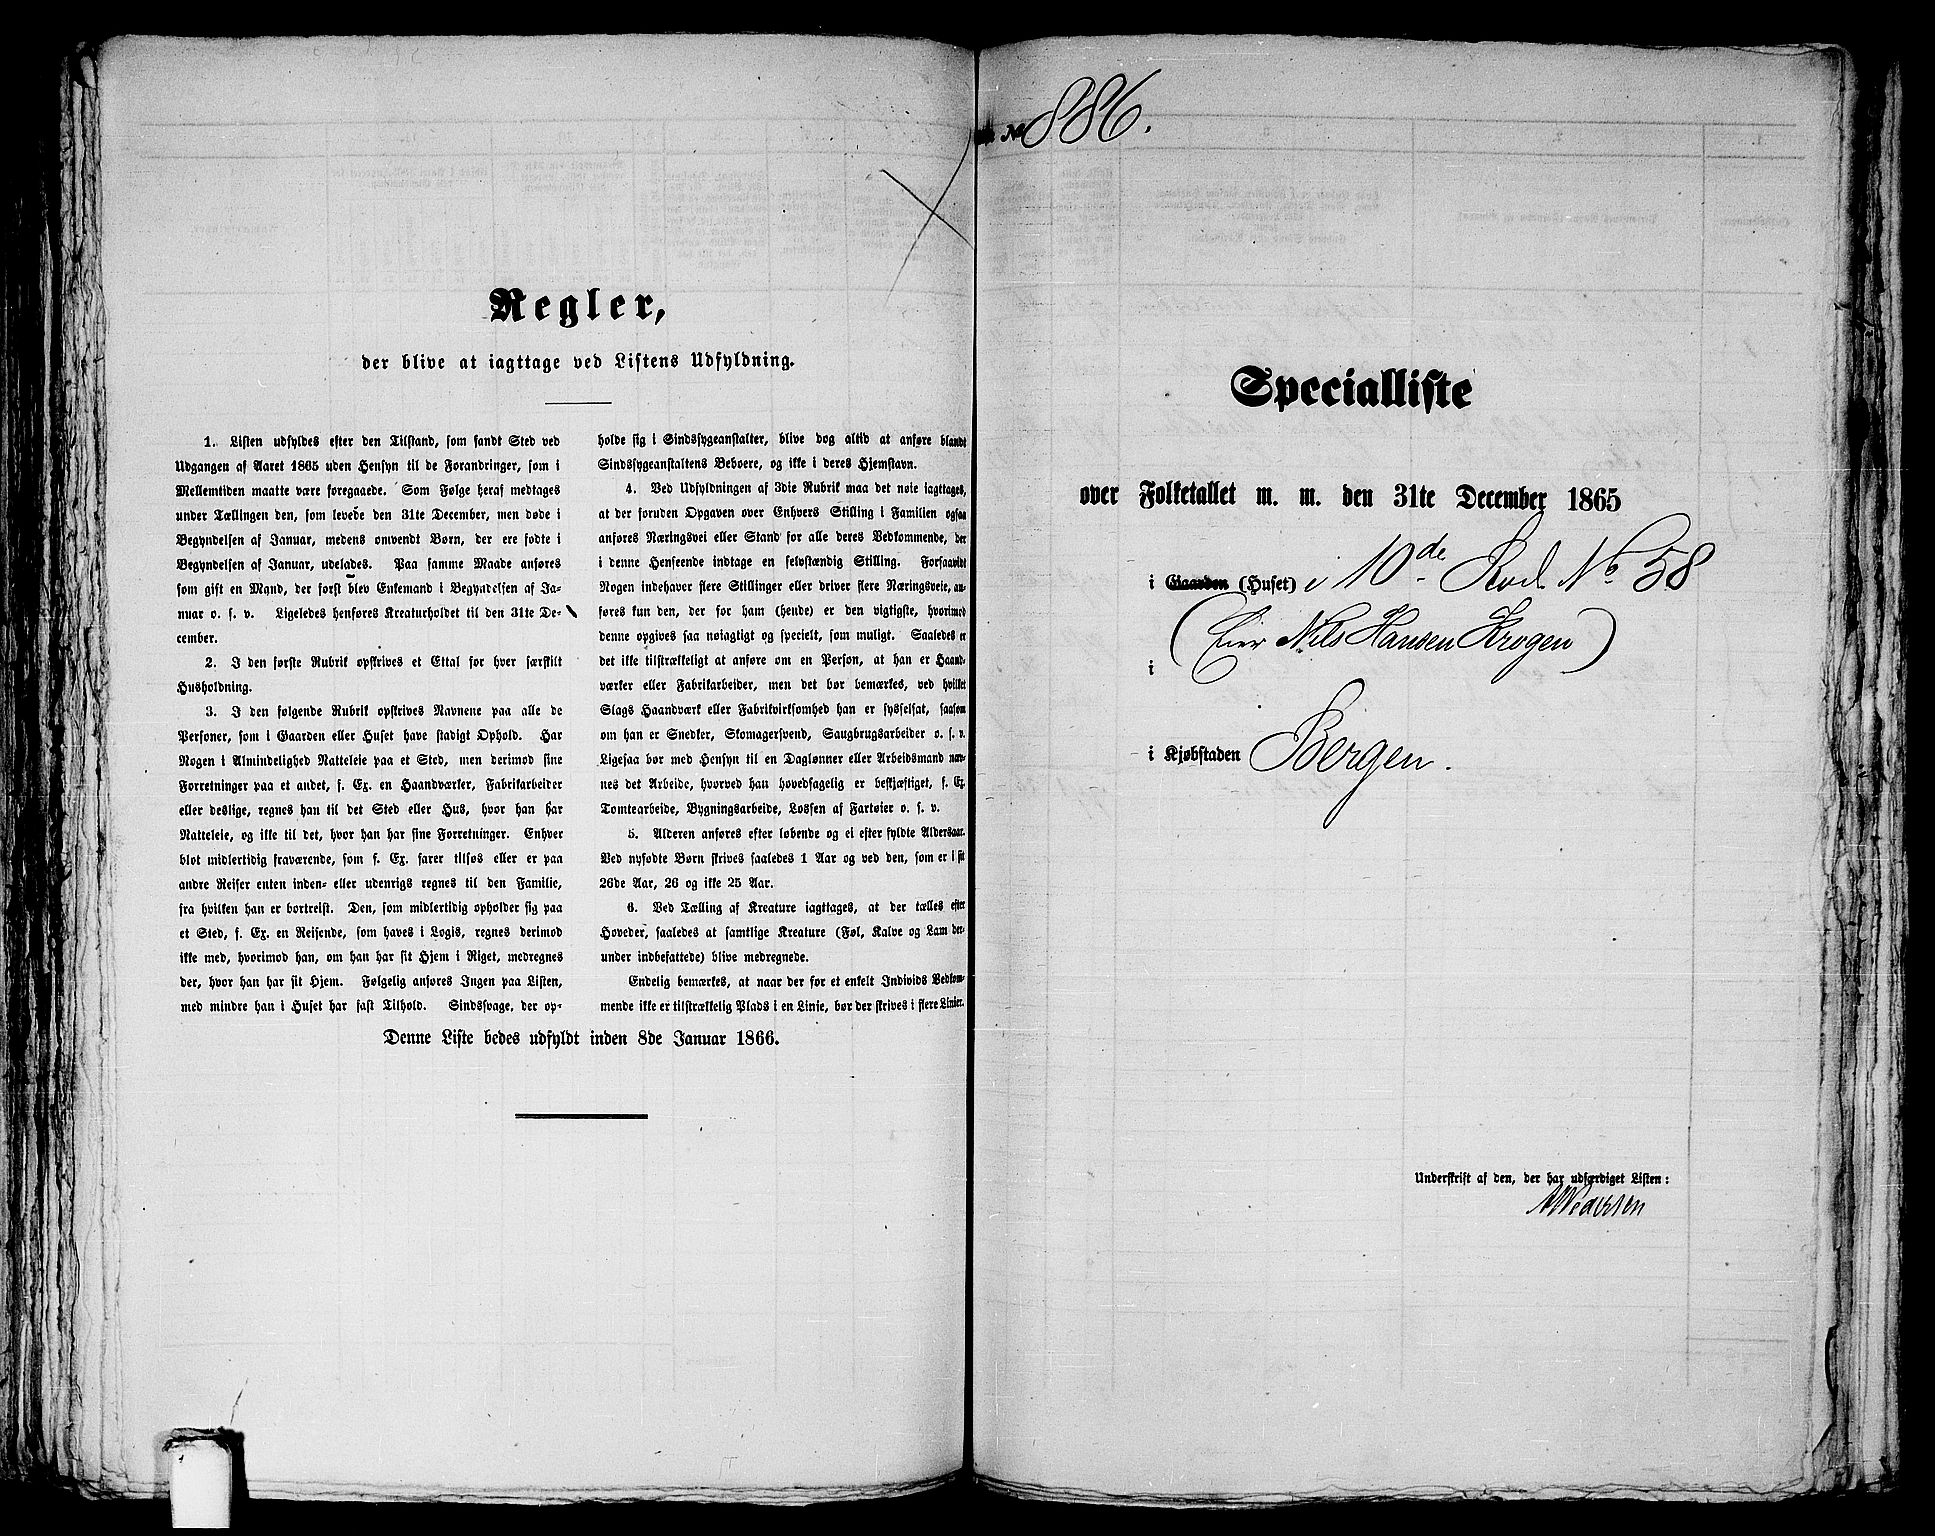 Regler,
der blive at iagttage ved Listens Udfyldning.
1. Listen udfyldes efter den Tilstand, som fandt Sted ved
Udgangen af Aaret 1865 uden Hensyn til de Forandringer, som i
Mellemtiden maatte være foregaaede. Som Følge heraf medtages
under Tællingen den, som levede den 31te December, men døde i
Begyndelsen af Januar, medens omvendt Børn, der ere fødte i
Begyndelsen af Januar, udelades. Paa samme Maade anføres
som gift en Mand, der først blev Enkemand i Begyndelsen af Ja-
nuar o. s. v. Ligeledes henføres Kreaturholdet til den 31te De-
cember.
2. I den første Rubrik opskrives et Ettal for hver særskilt
Husholdning.
3. I den følgende Rubrik opskrives Navnene paa alle de
Personer, som i Gaarden eller Huset have stadigt Ophold. Har
Nogen i Almindelighed Natteleie paa et Sted, men derimod sine
Forretninger paa et andet, f. Ex. en Haandværker, Fabrikarbeider
eller deslige, regnes han til det Sted eller Hus, hvor han har
Natteleie, og ikke til det, hvor han har sine Forretninger. Enhver
blot midlertidig fraværende, som f. Ex. farer tilsøs eller er paa
andre Reiser enten inden- eller udenrigs regnes til den Familie,
fra hvilken han er bortreist. Den, som midlertidig opholder sig paa
et Sted, f. Ex. en Reisende, som haves i Logis, regnes derimod
ikke med, hvorimod han, om han har sit Hjem i Riget, medregnes
der, hvor han har sit Hjem. Følgelig anføres Ingen paa Listen,
med mindre han i Huset har fast Tilhold. Sindssvage, der op-
holde sig i Sindssygeanstalter, blive dog altid at anføre blandt
Sindssygeanstaltens Beboere, og ikke i deres Hjemstavn.
4. Ved Udfyldningen af 3die Rubrik maa det nøie iagttages,
at der foruden Opgaven over Enhvers Stilling i Familien ogsaa
anføres Næringsvei eller Stand for alle deres Vedkommende, der
i denne Henseende indtage en selvstændig Stilling. Forsaavidt
Nogen indehaver flere Stillinger eller driver flere Næringsveie, an-
føres kun den, der for ham (hende) er den vigtigste, hvorimod
denne opgives saa nøiagtigt og specielt, som muligt. Saaledes er
det ikke tilstrækkeligt at anføre om en Person, at han er Haand-
værker eller Fabrikarbeider, men det bør bemærkes, ved hvilket
Slags Haandværk eller Fabrikvirksomhed han er sysselsat, saasom
om han er Snedker, Skomagersvend, Saugbrugsarbeider o. s. v.
Ligesaa bør med Hensyn til en Daglønner eller Arbeidsmand næv-
nes det Arbeide, hvorved han hovedsagelig er beskjæftiget, f. Ex.
Tomtearbeide, Bygningsarbeide, Lossen af Fartøier o. s. v.
5. Alderen anføres efter løbende og ei efter fyldte Aldersaar.
Ved nyfødte Børn skrives saaledes 1 Aar og ved den, som er i sit
26de Aar, 26 og ikke 25 Aar.
6. Ved Tælling af Kreature iagttages, at der tælles efter
Hoveder, saaledes at samtlige Kreature (Føl, Kalve og Lam der-
under indbefattede) blive medregnede.
Endelig bemærkes, at naar der for et enkelt Individs Vedkom-
mende ikke er tilstrækkelig Plads i en Linie, bør der skrives i flere Linier.
Denne Liste bedes udfyldt inden 8de Januar 1866.
No 886.
Specialliste
over Folketallet m. m. den 31te December 1865
i Gaarden (Huset) i 10de Rod. No 58
(Eier Nils Hansen Krogen)
i
i Kjøbstaden Bergen.
Underskrift af den, der har udfærdiget Listen:
Pedersen